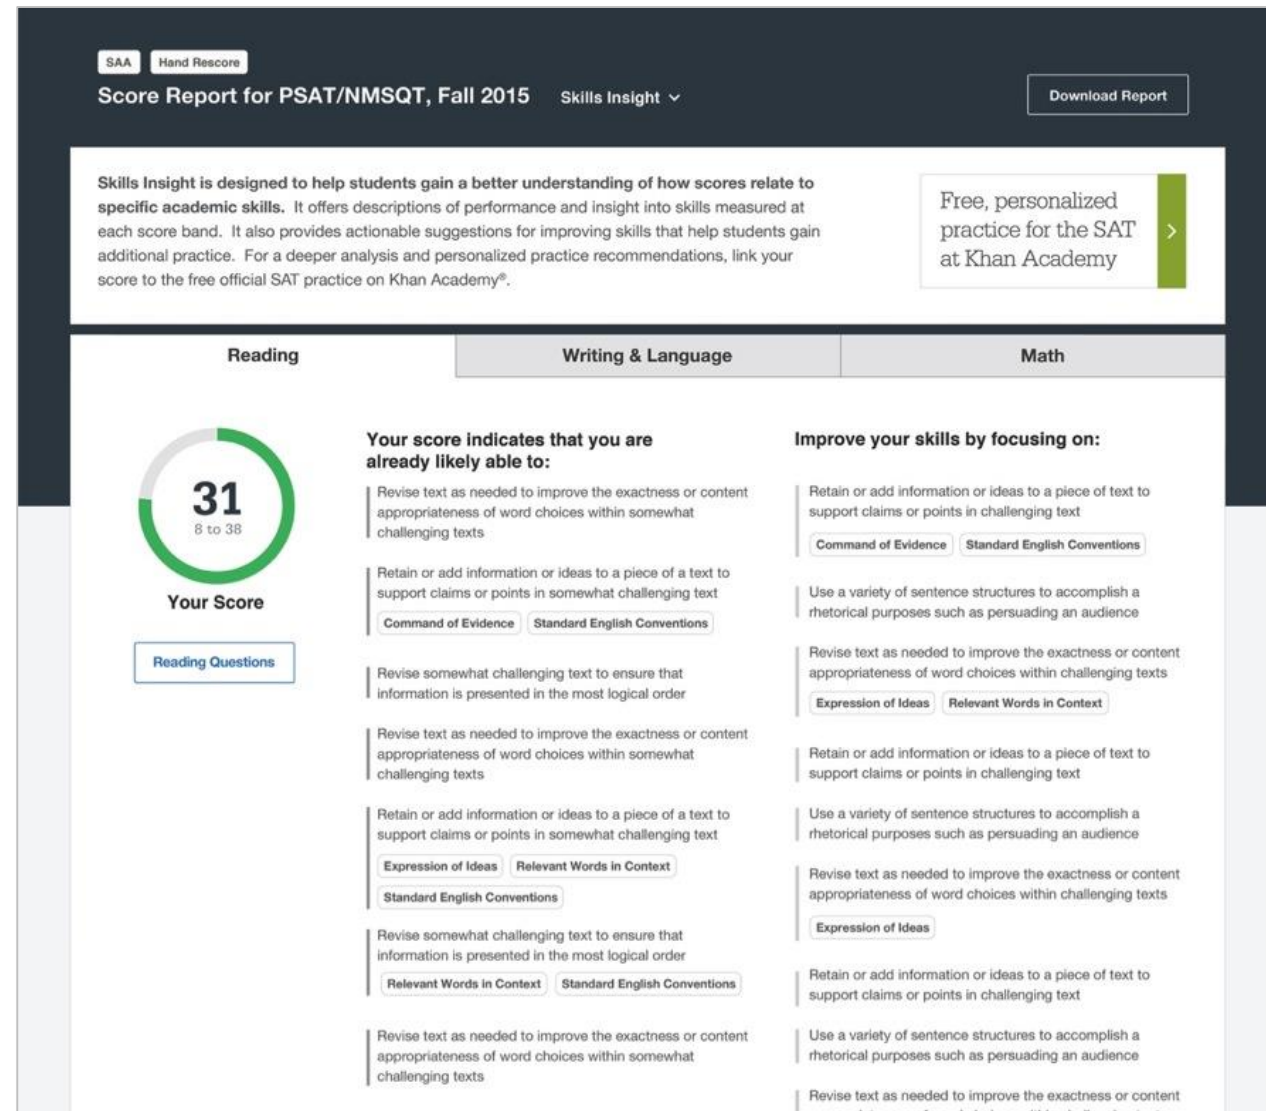 SAA
Hand Rescore
Score Report for PSAT/NMSQT, Fall 2015
Skills Insight
Download Report
Skills Insight is designed to help students gain a better understanding of how scores relate to
specific academic skills. It offers descriptions of performance and insight into skills measured at
each score band. It also provides actionable suggestions for improving skills that help students gain
additional practice. For a deeper analysis and personalized practice recommendations, link your
score to the free official SAT practice on Khan Academy®.
Free, personalized
practice for the SAT
at Khan Academy
Reading
Writing & Language
Math
31
8 to 38
Your Score
Reading Questions
Your score indicates that you are
already likely able to:
Revise text as needed to improve the exactness or content
appropriateness of word choices within somewhat
challenging texts
Retain or add information or ideas to a piece of a text to
support claims or points in somewhat challenging text
Command of Evidence
Standard English Conventions
Revise somewhat challenging text to ensure that
information is presented in the most logical order
Revise text as needed to improve the exactness or content
appropriateness of word choices within somewhat
challenging texts
Retain or add information or ideas to a piece of a text to
support claims or points in somewhat challenging text
Expression of Ideas
Relevant Words in Context
Standard English Conventions
Revise somewhat challenging text to ensure that
information is presented in the most logical order
Relevant Words in Context
Standard English Conventions
Revise text as needed to improve the exactness or content
appropriateness of word choices within somewhat
challenging texts
Improve your skills by focusing on:
Retain or add information or ideas to a piece of text to
support claims or points in challenging text
Command of Evidence
Standard English Conventions
Use a variety of sentence structures to accomplish a
rhetorical purposes such as persuading an audience
Revise text as needed to improve the exactness or content
appropriateness of word choices within challenging texts
Expression of Ideas
Relevant Words in Context
Retain or add information or ideas to a piece of text to
support claims or points in challenging text
Use a variety of sentence structures to accomplish a
rhetorical purposes such as persuading an audience
Revise text as needed to improve the exactness or content
appropriateness of word choices within challenging texts
Expression of Ideas
Retain or add information or ideas to a piece of text to
support claims or points in challenging text
Use a variety of sentence structures to accomplish a
rhetorical purposes such as persuading an audience
Revise text as needed to improve the exactness or content